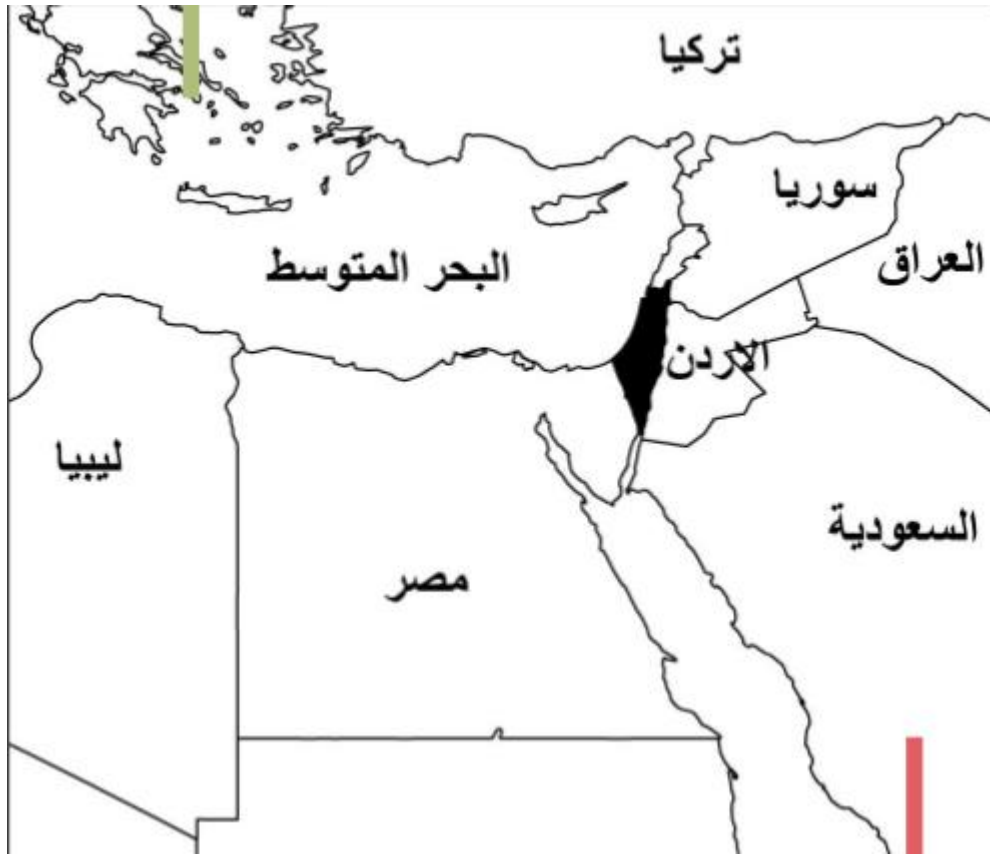 تركيا
سوريا
العراق
البحر المتوسط
الاردن
ليبيا
السعودية
مصر